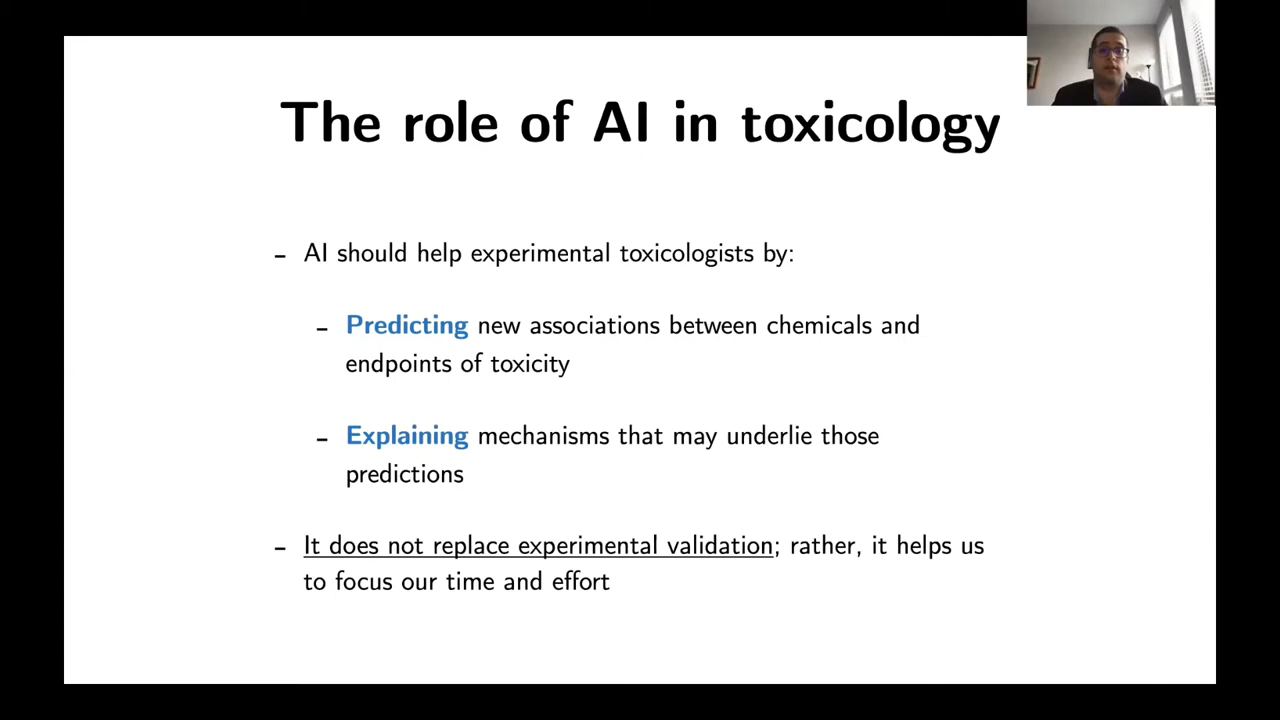 The role of AI in toxicology
- AI should help experimental toxicologists by:
- Predicting new associations between chemicals and
endpoints of toxicity
- Explaining mechanisms that may underlie those
predictions
- It does not replace experimental validation; rather, it helps us
to focus our time and effort